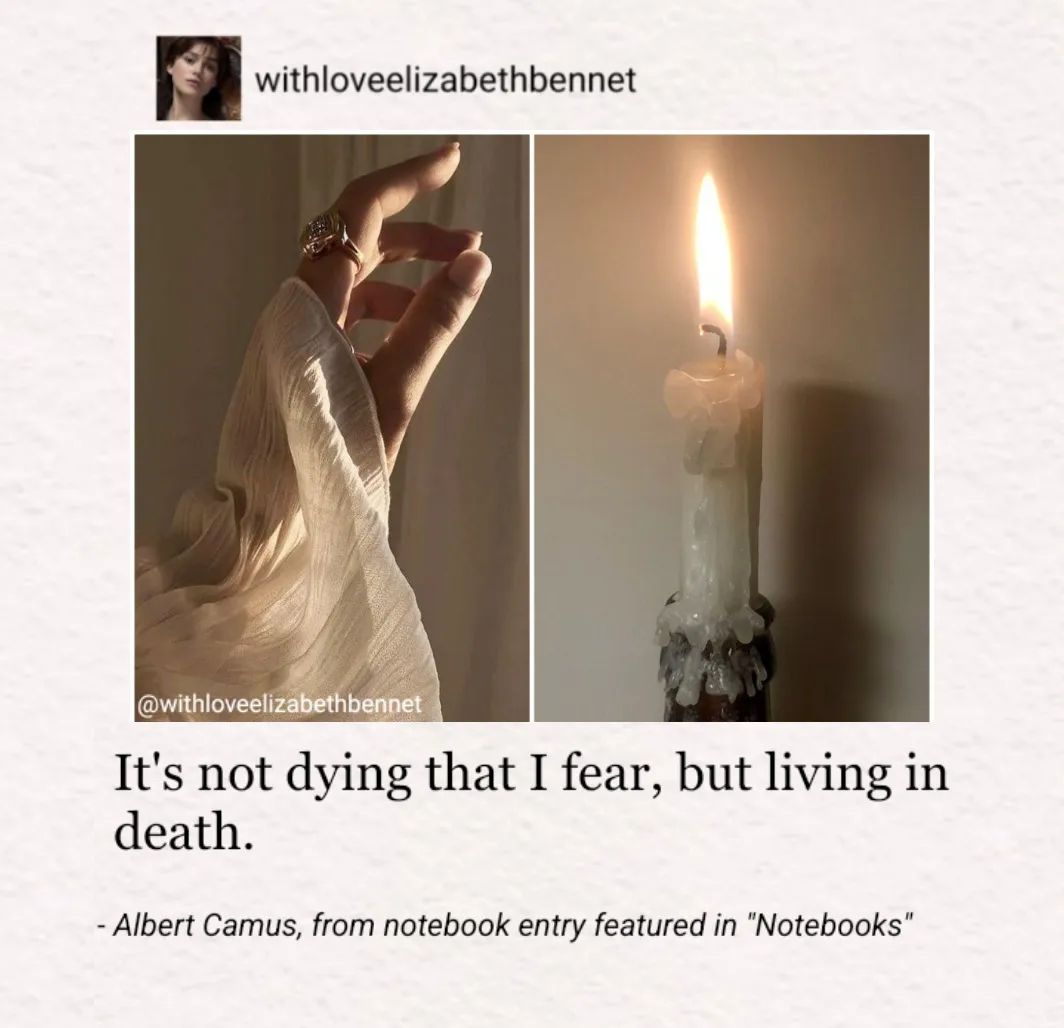 withloveelizabethbennet
@withloveelizabethbennet
It's not dying that I fear, but living in
death.
- Albert Camus, from notebook entry featured in "Notebooks"